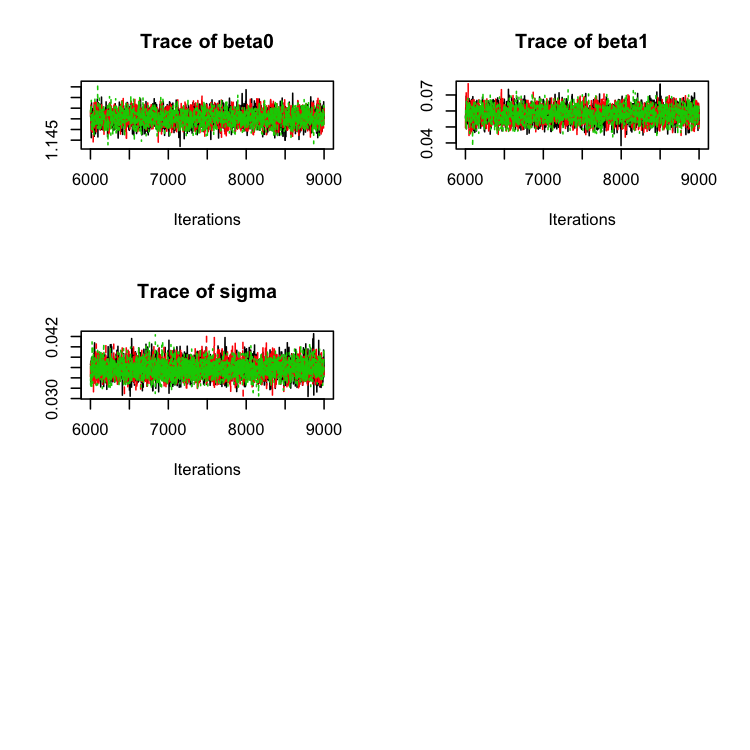 Trace of beta0
1.145
6000 7000 8000 9000
Iterations
Trace of beta1
0.04 0.07
6000 7000 8000 9000
Iterations
Trace of sigma
0.030 0.042
6000 7000 8000 9000
Iterations